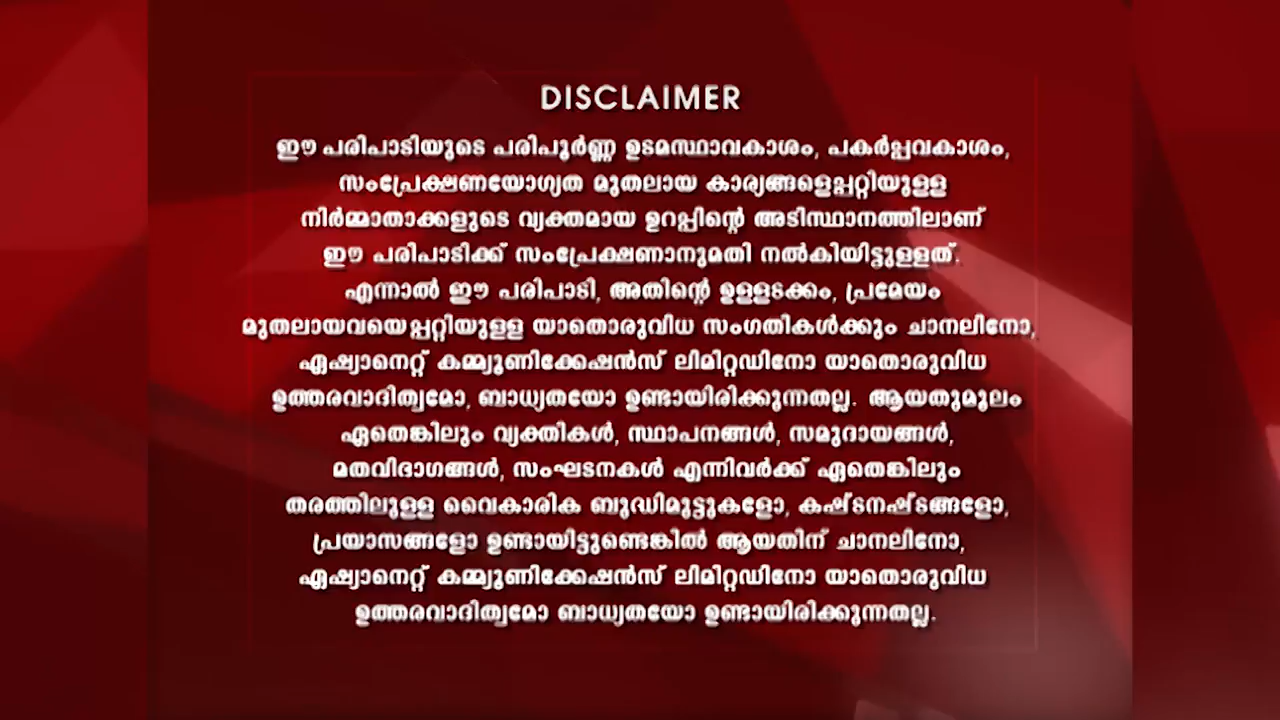 DISCLAIMER
ഈ പരിപാടിയുടെ പരിപൂർണ്ണ ഉടമസ്ഥാവകാശം, പകർപ്പവകാശം,
സംപ്രേക്ഷണയോഗ്യത മുതലായ കാര്യങ്ങളെപ്പറ്റിയുള്ള
നിർമ്മാതാക്കളുടെ വ്യക്തമായ ഉറപ്പിന്റെ അടിസ്ഥാനത്തിലാണ്
ഈ പരിപാടിക്ക് സംപ്രേക്ഷണാനുമതി നൽകിയിട്ടുള്ളത്.
എന്നാൽ ഈ പരിപാടി, അതിന്റെ ഉള്ളടക്കം, പ്രമേയം
മുതലായവയെപ്പറ്റിയുള്ള യാതൊരുവിധ സംഗതികൾക്കും ചാനലിനോ,
ഏഷ്യാനെറ്റ് കമ്മ്യൂണിക്കേഷൻസ് ലിമിറ്റഡിനോ യാതൊരുവിധ
ഉത്തരവാദിത്വമോ, ബാധ്യതയോ ഉണ്ടായിരിക്കുന്നതല്ല. ആയതുമൂലം
ഏതെങ്കിലും വ്യക്തികൾ, സ്ഥാപനങ്ങൾ, സമുദായങ്ങൾ,
മതവിഭാഗങ്ങൾ, സംഘടനകൾ എന്നിവർക്ക് ഏതെങ്കിലും
തരത്തിലുള്ള വൈകാരിക ബുദ്ധിമുട്ടുകളോ, കഷ്ടനഷ്ടങ്ങളോ,
പ്രയാസങ്ങളോ ഉണ്ടായിട്ടുണ്ടെങ്കിൽ ആയതിന് ചാനലിനോ,
ഏഷ്യാനെറ്റ് കമ്മ്യൂണിക്കേഷൻസ് ലിമിറ്റഡിനോ യാതൊരുവിധ
ഉത്തരവാദിത്വമോ ബാധ്യതയോ ഉണ്ടായിരിക്കുന്നതല്ല.